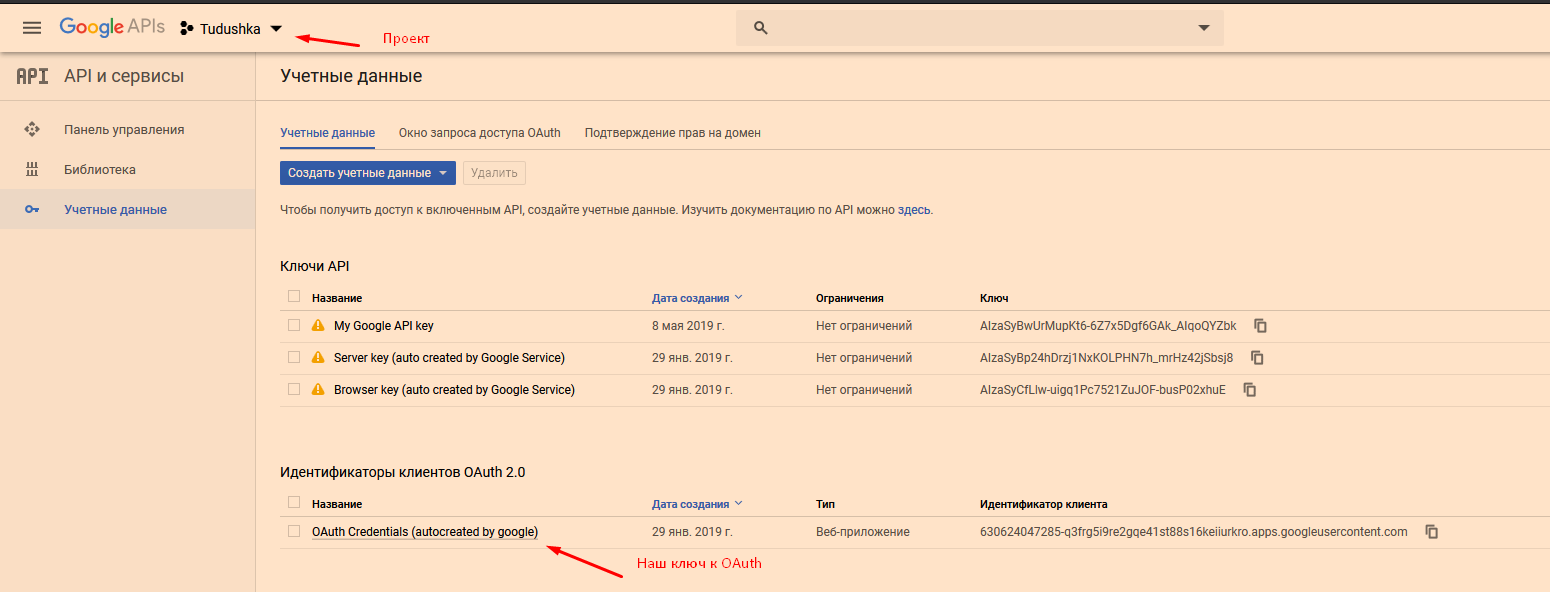 Google APIs
Tudushka
Проект
API API и сервисы
Учетные данные
Панель управления
Библиотека
Учетные данные
Учетные данные Окно запроса доступа OAuth Подтверждение прав на домен
Создать учетные данные Удалить
Чтобы получить доступ к включенным API, создайте учетные данные. Изучить документацию по API можно здесь.
Ключи API
Название Дата создания Ограничения Ключ
My Google API key 8 мая 2019 г. Нет ограничений AIzaSyBwUrMupKt6-6Z7x5Dgf6GAk_AIqoQYZbk
Server key (auto created by Google Service) 29 янв. 2019 г. Нет ограничений AIzaSyBp24hDrzj1NxKOLPHN7h_mrHz42jSbsj8
Browser key (auto created by Google Service) 29 янв. 2019 г. Нет ограничений AIzaSyCfLlw-uigq1Pc7521ZuJOF-busP02xhuE
Идентификаторы клиентов OAuth 2.0
Название Дата создания Тип Идентификатор клиента
OAuth Credentials (autocreated by google) 29 янв. 2019 г. Веб-приложение 630624047285-q3frg5i9re2gqe41st88s16keiiurkro.apps.googleusercontent.com
Наш ключ к OAuth